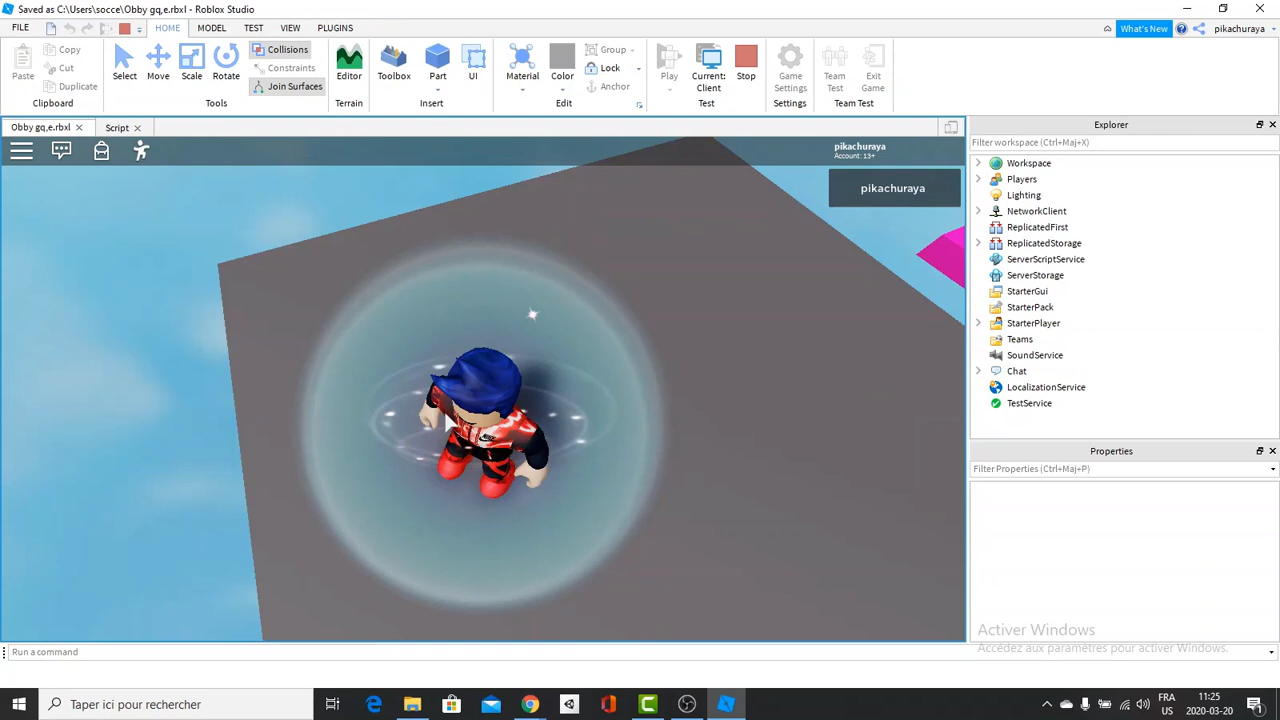 Saved as C:\Users\socce\Obby gq,e.rbxl - Roblox Studio
FILE HOME MODEL TEST VIEW PLUGINS What's New pikachuraya
Paste Copy Cut Duplicate Clipboard
Select Move Scale Rotate Collisions Constraints Join Surfaces Tools
Editor Terrain
Toolbox Part UI Insert
Material Color Group Lock Anchor Edit
Play Current: Client Stop Test
Game Settings Settings
Team Test Exit Game Team Test
Obby gq,e.rbxl Script
pikachuraya
Account: 13+
pikachuraya
Explorer
Filter workspace (Ctrl+Maj+X)
Workspace
Players
Lighting
NetworkClient
ReplicatedFirst
ReplicatedStorage
ServerScriptService
ServerStorage
StarterGui
StarterPack
StarterPlayer
Teams
SoundService
Chat
LocalizationService
TestService
Properties
Filter Properties (Ctrl+Maj+P)
Activer Windows
Accédez aux paramètres pour activer Windows.
Run a command
Taper ici pour rechercher
FRA
US
11:25
2020-03-20